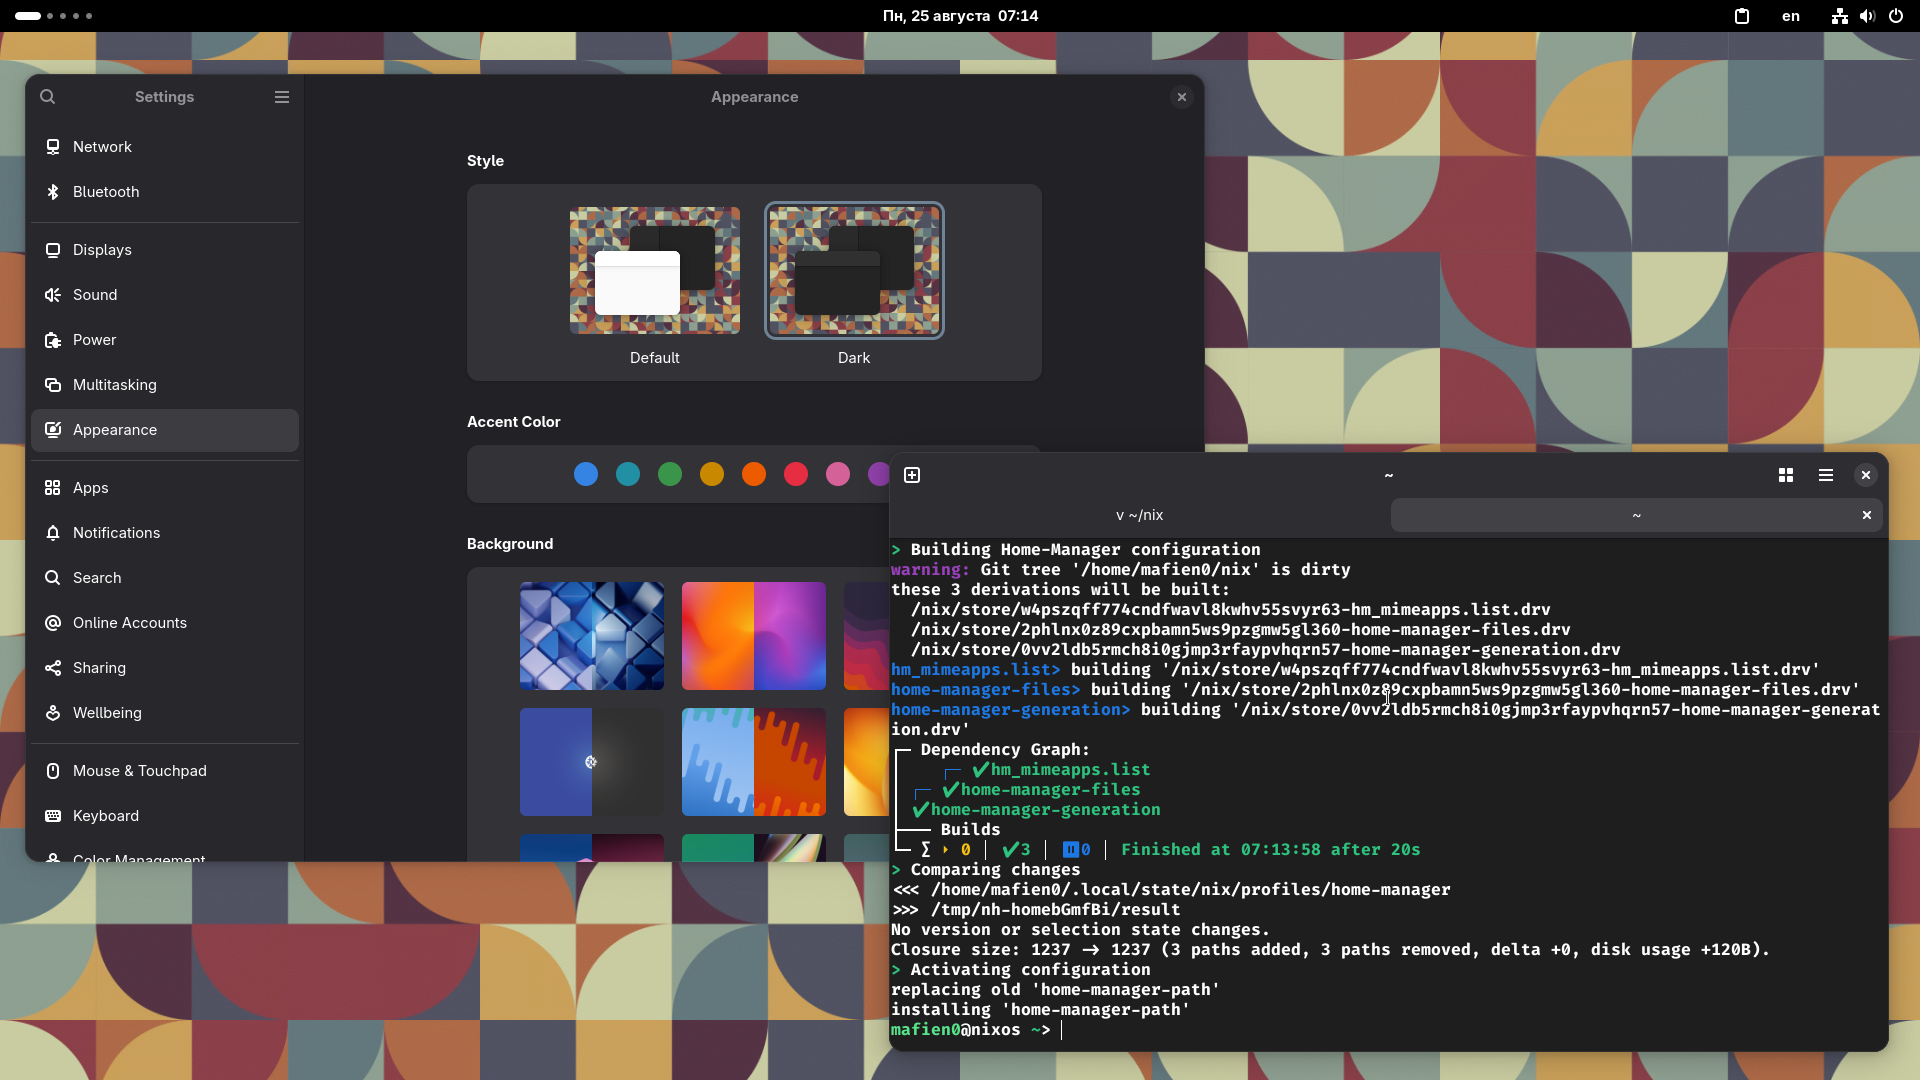 Пн, 25 августа  07:14
en
Settings
Appearance
Network
Bluetooth
Displays
Sound
Power
Multitasking
Appearance
Apps
Notifications
Search
Online Accounts
Sharing
Wellbeing
Mouse & Touchpad
Keyboard
Color Management
Style
Default
Dark
Accent Color
Background
~
v ~/nix
~
> Building Home-Manager configuration
warning: Git tree '/home/mafien0/nix' is dirty
these 3 derivations will be built:
/nix/store/w4pszqff774cndfwavl8kwhv55svyr63-hm_mimeapps.list.drv
/nix/store/2phlnx0z89cxpbamn5ws9pzgmw5gl360-home-manager-files.drv
/nix/store/0vv2ldb5rmch8i0gjmp3rfaypvhqrn57-home-manager-generation.drv
hm_mimeapps.list> building '/nix/store/w4pszqff774cndfwavl8kwhv55svyr63-hm_mimeapps.list.drv'
home-manager-files> building '/nix/store/2phlnx0z89cxpbamn5ws9pzgmw5gl360-home-manager-files.drv'
home-manager-generation> building '/nix/store/0vv2ldb5rmch8i0gjmp3rfaypvhqrn57-home-manager-generat
ion.drv'
┏━ Dependency Graph:
┃    ┌─ ✔ hm_mimeapps.list
┃ ┌─ ✔ home-manager-files
┃ ✔ home-manager-generation
┣━━━ Builds
┗━ ∑ ⏵ 0 │ ✔ 3 │ ⏸ 0 │ Finished at 07:13:58 after 20s
> Comparing changes
<<< /home/mafien0/.local/state/nix/profiles/home-manager
>>> /tmp/nh-homebGmfBi/result
No version or selection state changes.
Closure size: 1237 -> 1237 (3 paths added, 3 paths removed, delta +0, disk usage +120B).
> Activating configuration
replacing old 'home-manager-path'
installing 'home-manager-path'
mafien0@nixos ~>